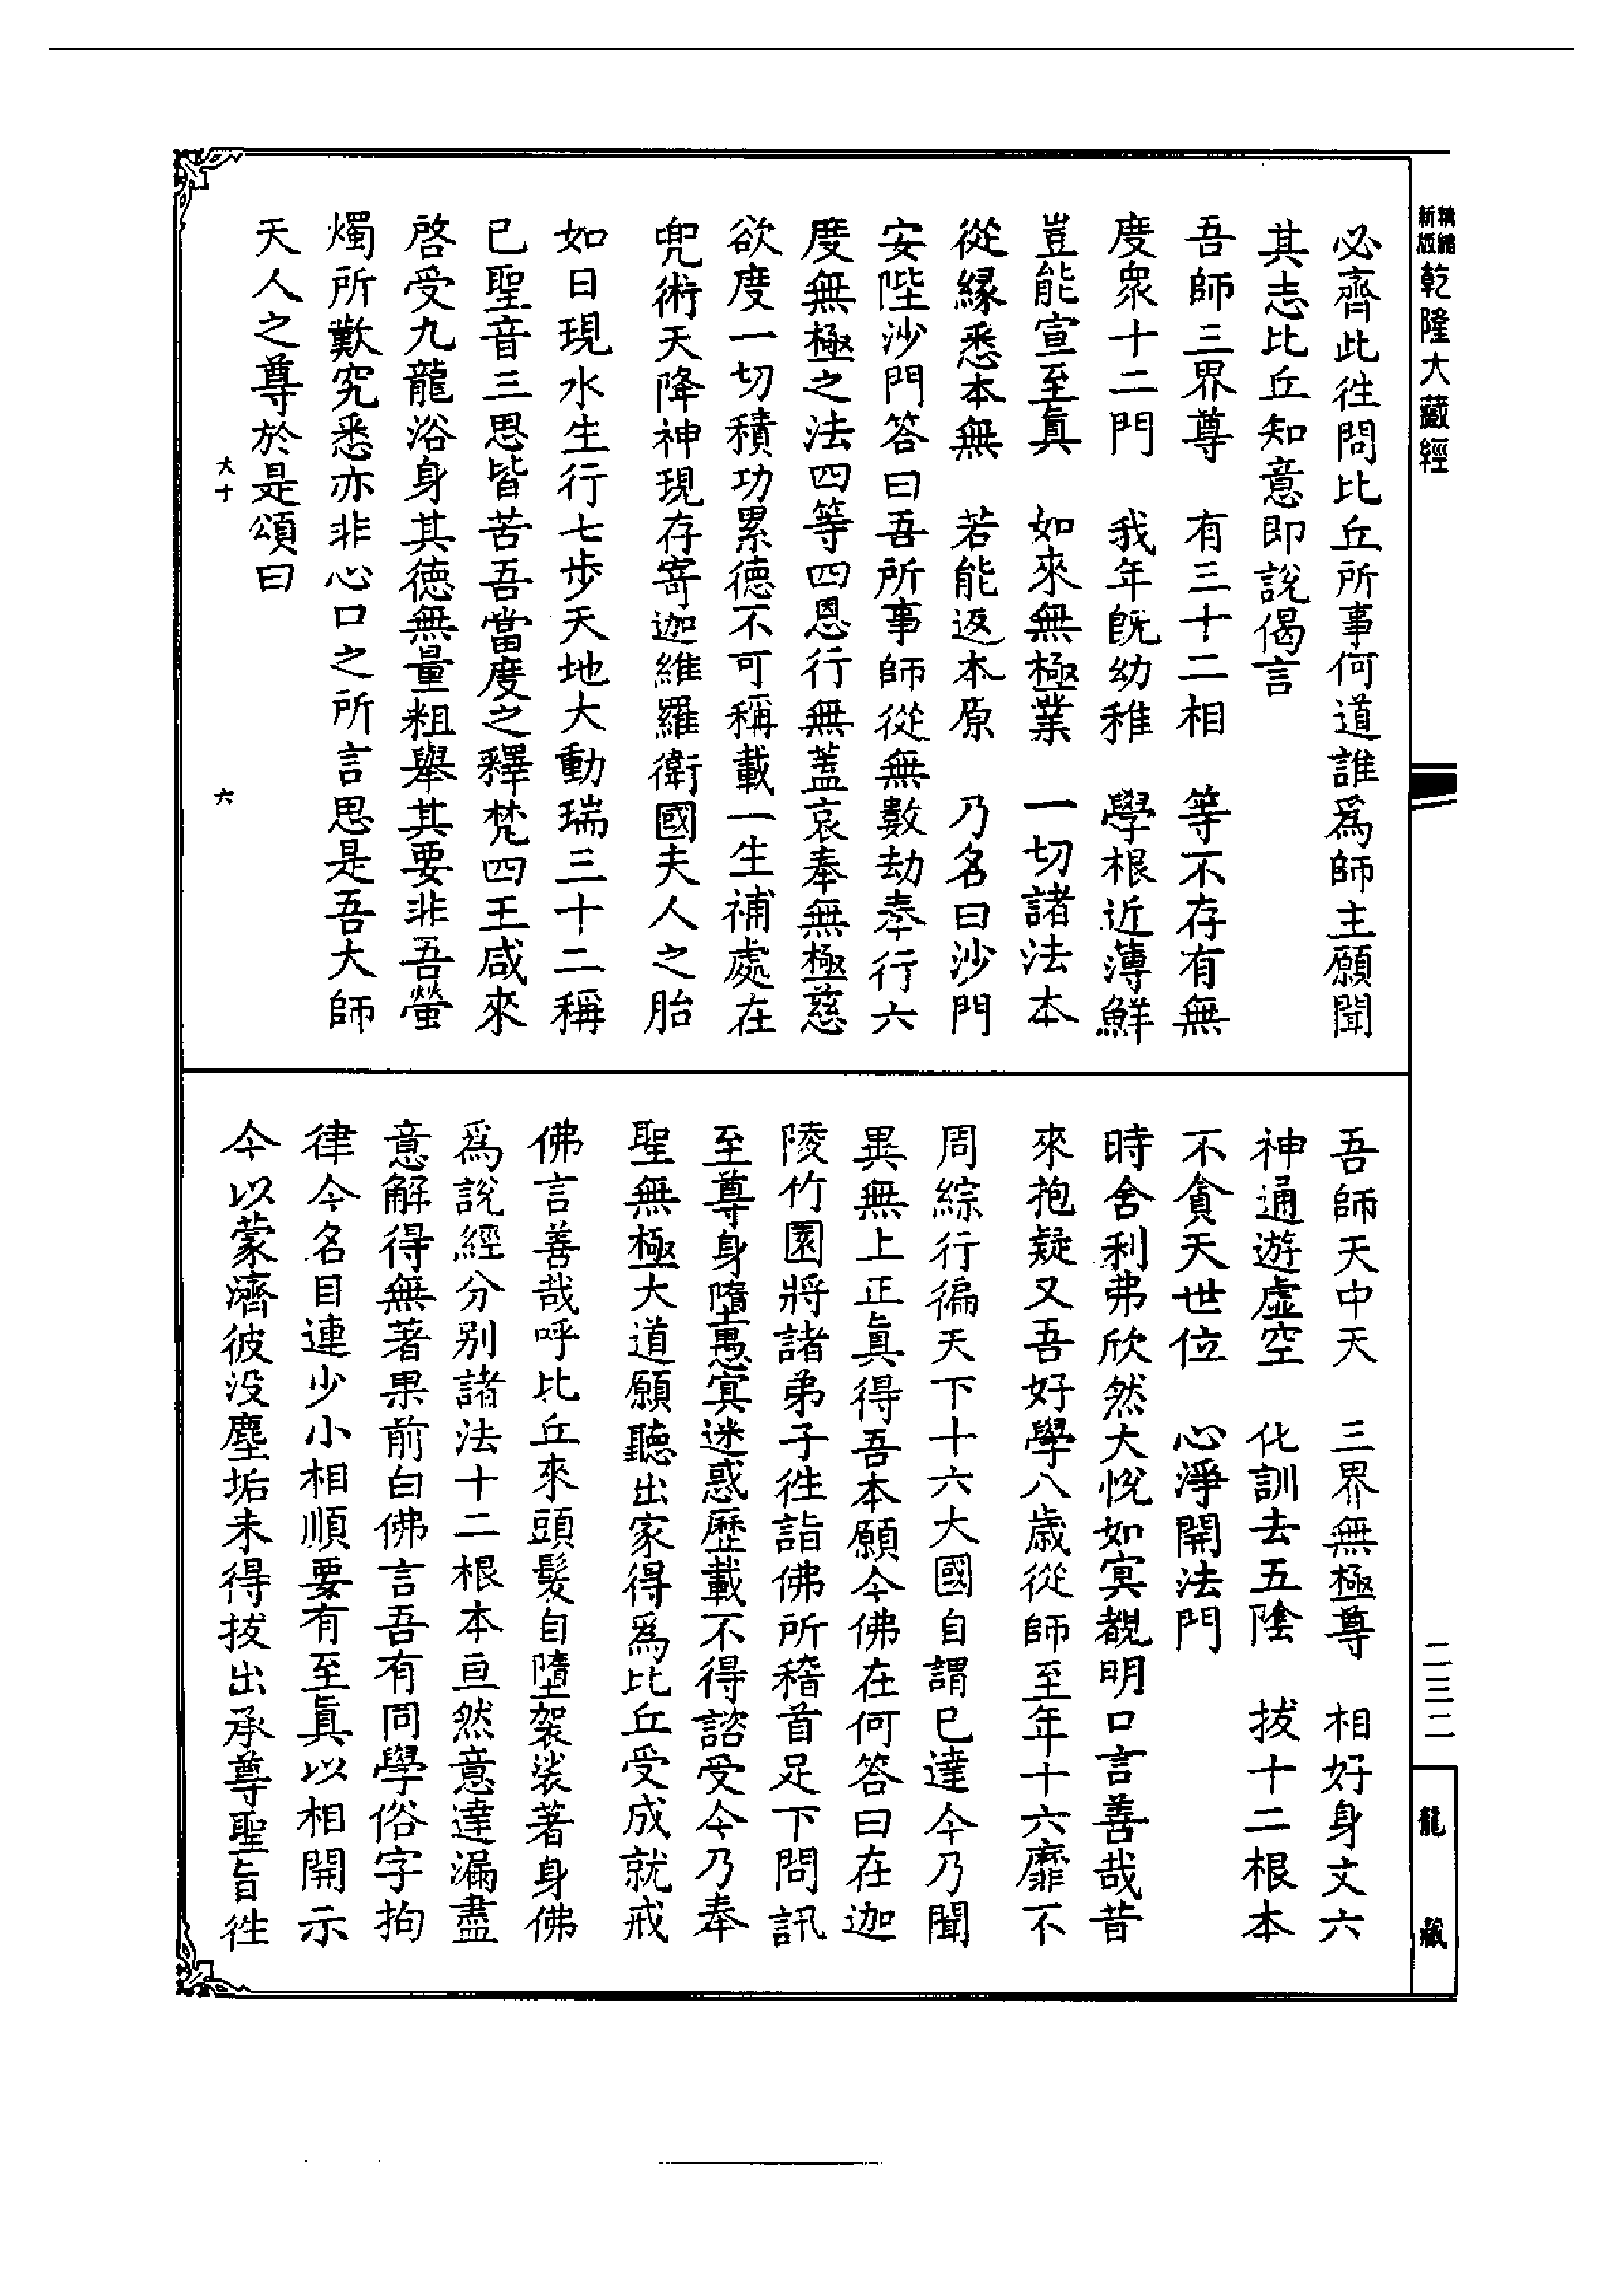 精縮
新版
乾隆大藏經
必齊此徃問比丘所事何道誰爲師主願聞
其志比丘知意即說偈言
吾師三界尊　有三十二相　等不存有無
度衆十二門　我年旣幼稚　學根近薄鮮
豈能宣至眞　如來無極業　一切諸法本
從緣悉本無　若能返本原　乃名曰沙門
安陛沙門答曰吾所事師從無數劫奉行六
度無極之法四等四恩行無蓋哀奉無極慈
欲度一切積功累德不可稱載一生補處在
兜術天降神現存寄迦維羅衛國夫人之胎
如日現水生行七步天地大動瑞三十二稱
已聖音三思皆苦吾當度之釋梵四王咸來
啓受九龍浴身其德無量粗舉其要非吾螢
燭所歎究悉亦非心口之所言思是吾大師
天人之尊於是頌曰
大十　六
吾師天中天　三界無極尊　相好身文六
神通遊虛空　化訓去五陰　拔十二根本
不貪天世位　心淨開法門
時舍利弗欣然大悅如冥覩明口言善哉昔
來抱疑又吾好學八歲從師至年十六靡不
周綜行徧天下十六大國自謂已達今乃聞
異無上正眞得吾本願今佛在何答曰在迦
陵竹園將諸弟子徃詣佛所稽首足下問訊
至尊身墮愚冥迷惑歷載不得諮受今乃奉
聖無極大道願聽出家得爲比丘受成就戒
佛言善哉呼比丘來頭髮自墮袈裟著身佛
爲說經分別諸法十二根本亘然意達漏盡
意解得無著果前白佛言吾有同學俗字拘
律今名目連少小相順要有至眞以相開示
今以蒙濟彼没塵垢未得拔出承尊聖旨徃
二三二
龍藏